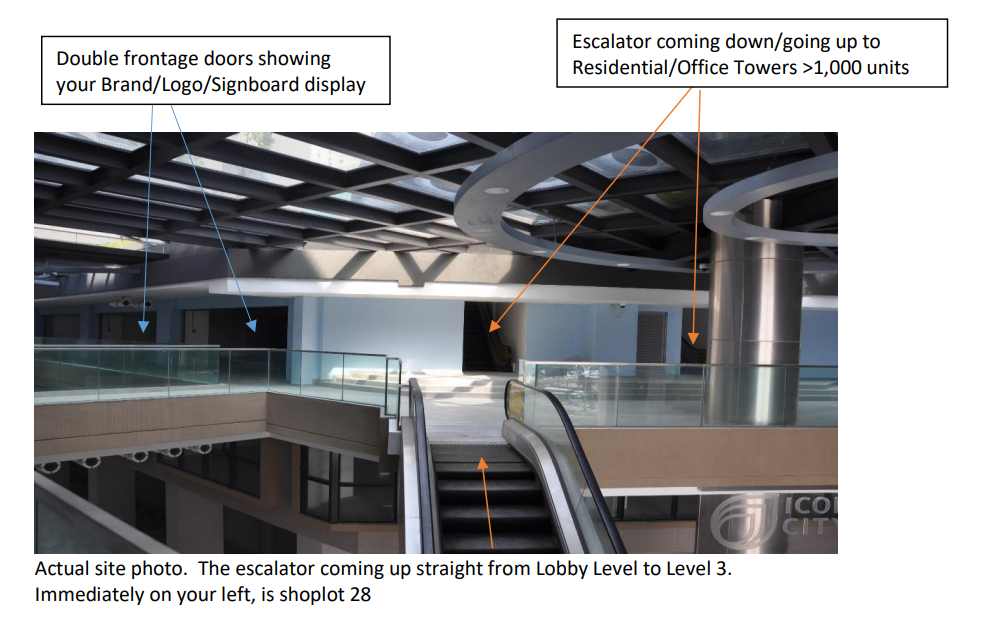 Double frontage doors showing
your Brand/Logo/Signboard display
Escalator coming down/going up to
Residential/Office Towers >1,000 units
ICON
CITY
Actual site photo.  The escalator coming up straight from Lobby Level to Level 3.
Immediately on your left, is shoplot 28